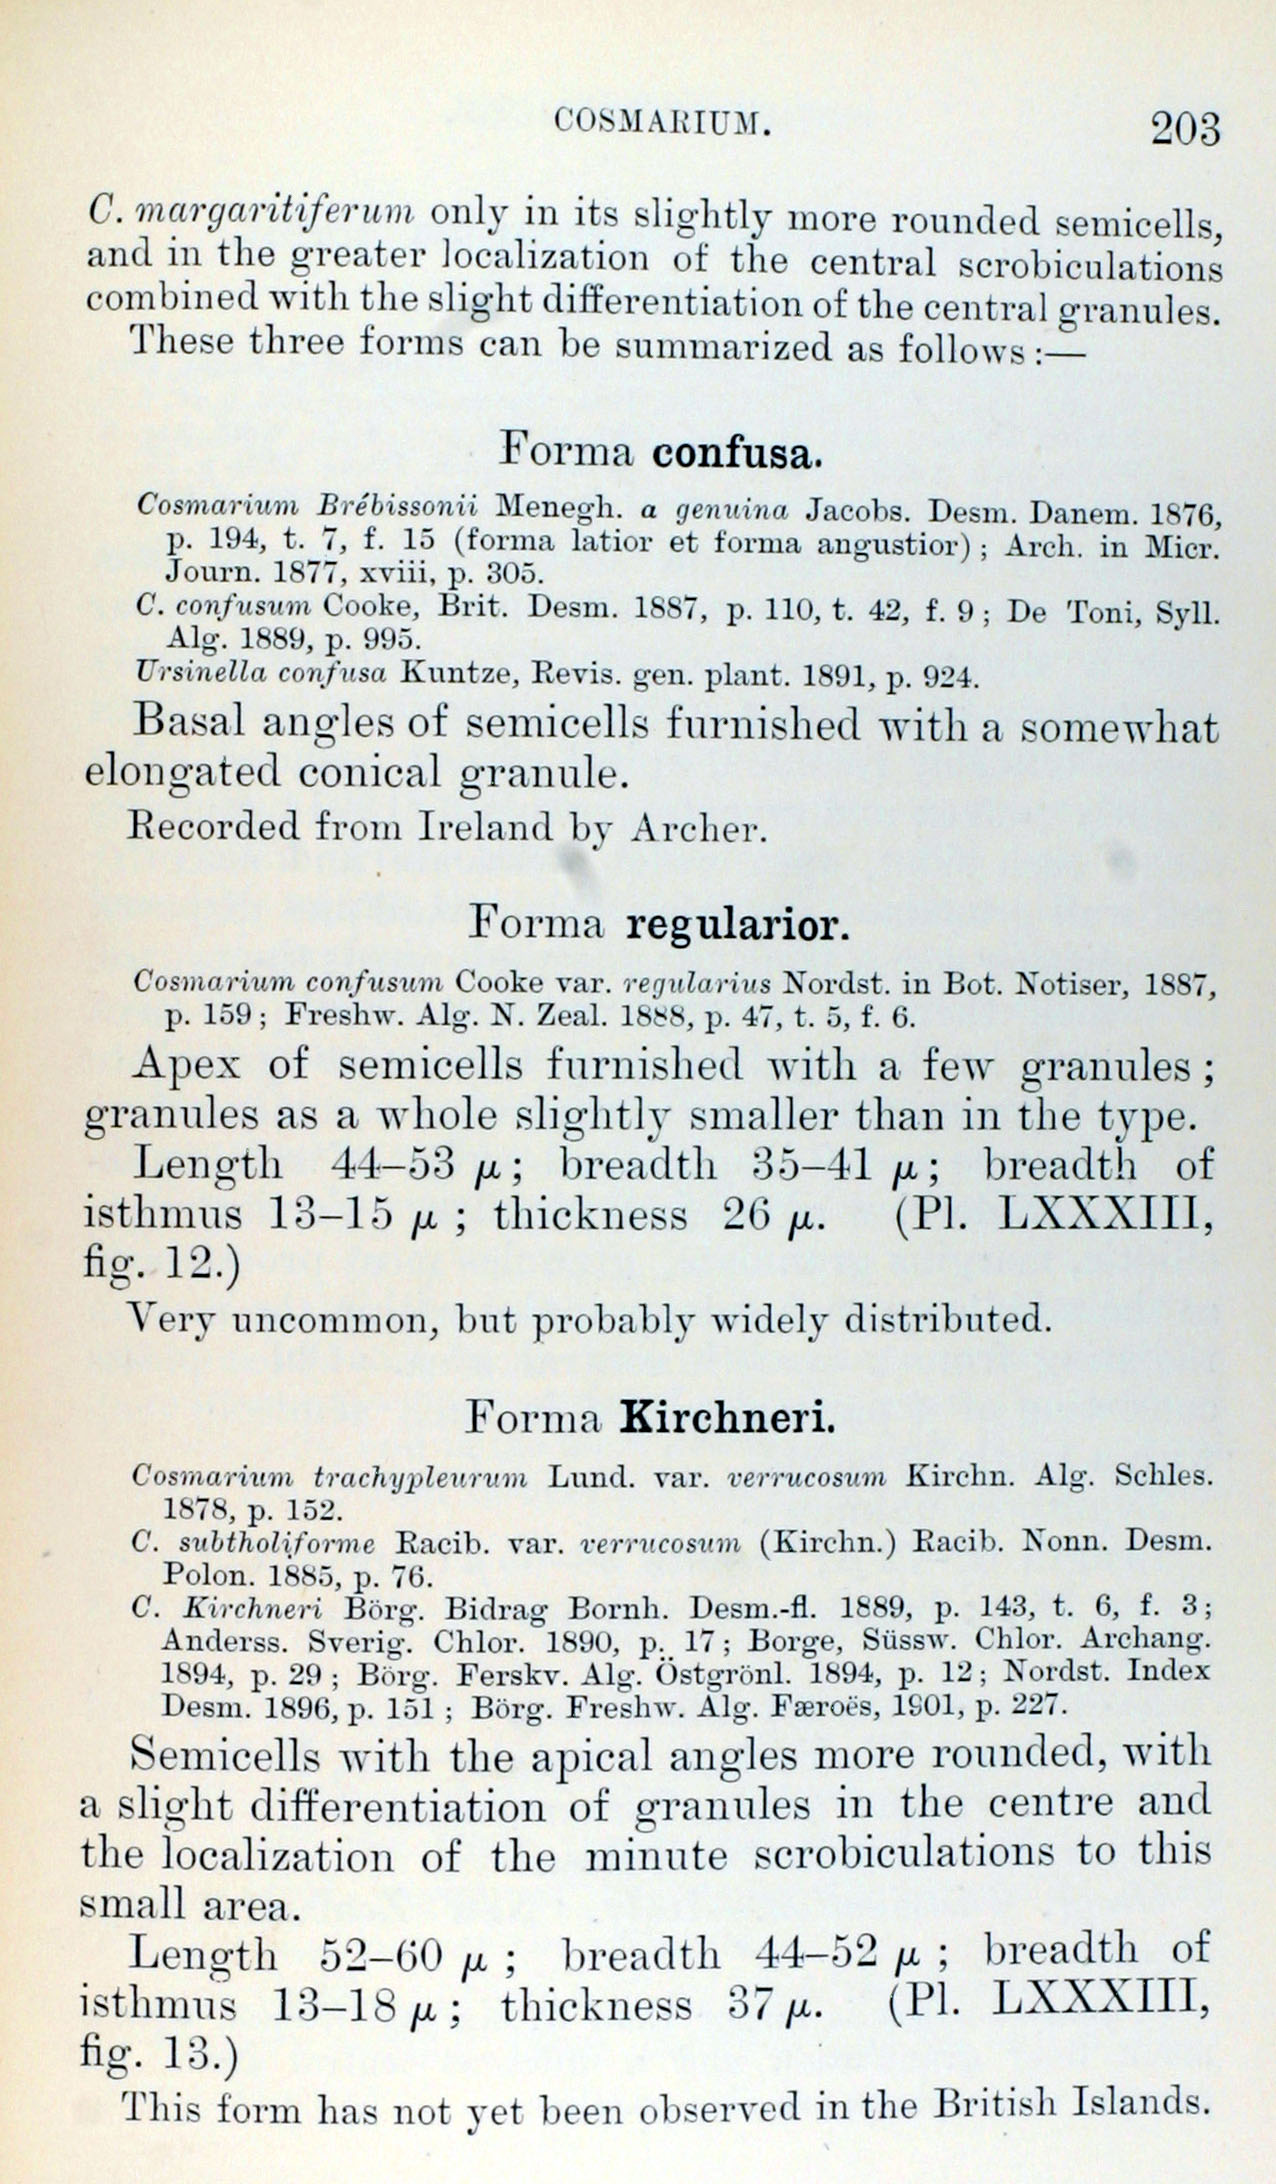 COSMARIUM.
203
C. margaritiferum only in its slightly more rounded semicells,
and in the greater localization of the central scrobiculations
combined with the slight differentiation of the central granules.
These three forms can be summarized as follows :—
Forma confusa.
Cosmarium Brébissonii Menegh. a genuina Jacobs. Desm. Danem. 1876,
p. 194, t. 7, f. 15 (forma latior et forma angustior) ; Arch. in Micr.
Journ. 1877, xviii, p. 305.
C. confusum Cooke, Brit. Desm. 1887, p. 110, t. 42, f. 9 ; De Toni, Syll.
Alg. 1889, p. 995.
Ursinella confusa Kuntze, Revis. gen. plant. 1891, p. 924.
Basal angles of semicells furnished with a somewhat
elongated conical granule.
Recorded from Ireland by Archer.
Forma regularior.
Cosmarium confusum Cooke var. regularius Nordst. in Bot. Notiser, 1887,
p. 159 ; Freshw. Alg. N. Zeal. 1888, p. 47, t. 5, f. 6.
Apex of semicells furnished with a few granules ;
granules as a whole slightly smaller than in the type.
Length 44–53 μ ; breadth 35–41 μ ; breadth of
isthmus 13–15 μ ; thickness 26 μ. (Pl. LXXXIII,
fig. 12.)
Very uncommon, but probably widely distributed.
Forma Kirchneri.
Cosmarium trachypleurum Lund. var. verrucosum Kirchn. Alg. Schles.
1878, p. 152.
C. subtholiforme Racib. var. verrucosum (Kirchn.) Racib. Nonn. Desm.
Polon. 1885, p. 76.
C. Kirchneri Börg. Bidrag Bornh. Desm.-fl. 1889, p. 143, t. 6, f. 3 ;
Anderss. Sverig. Chlor. 1890, p. 17 ; Borge, Süssw. Chlor. Archang.
1894, p. 29 ; Börg. Ferskv. Alg. Östgrönl. 1894, p. 12 ; Nordst. Index
Desm. 1896, p. 151 ; Börg. Freshw. Alg. Færoës, 1901, p. 227.
Semicells with the apical angles more rounded, with
a slight differentiation of granules in the centre and
the localization of the minute scrobiculations to this
small area.
Length 52–60 μ ; breadth 44–52 μ ; breadth of
isthmus 13–18 μ ; thickness 37 μ. (Pl. LXXXIII,
fig. 13.)
This form has not yet been observed in the British Islands.